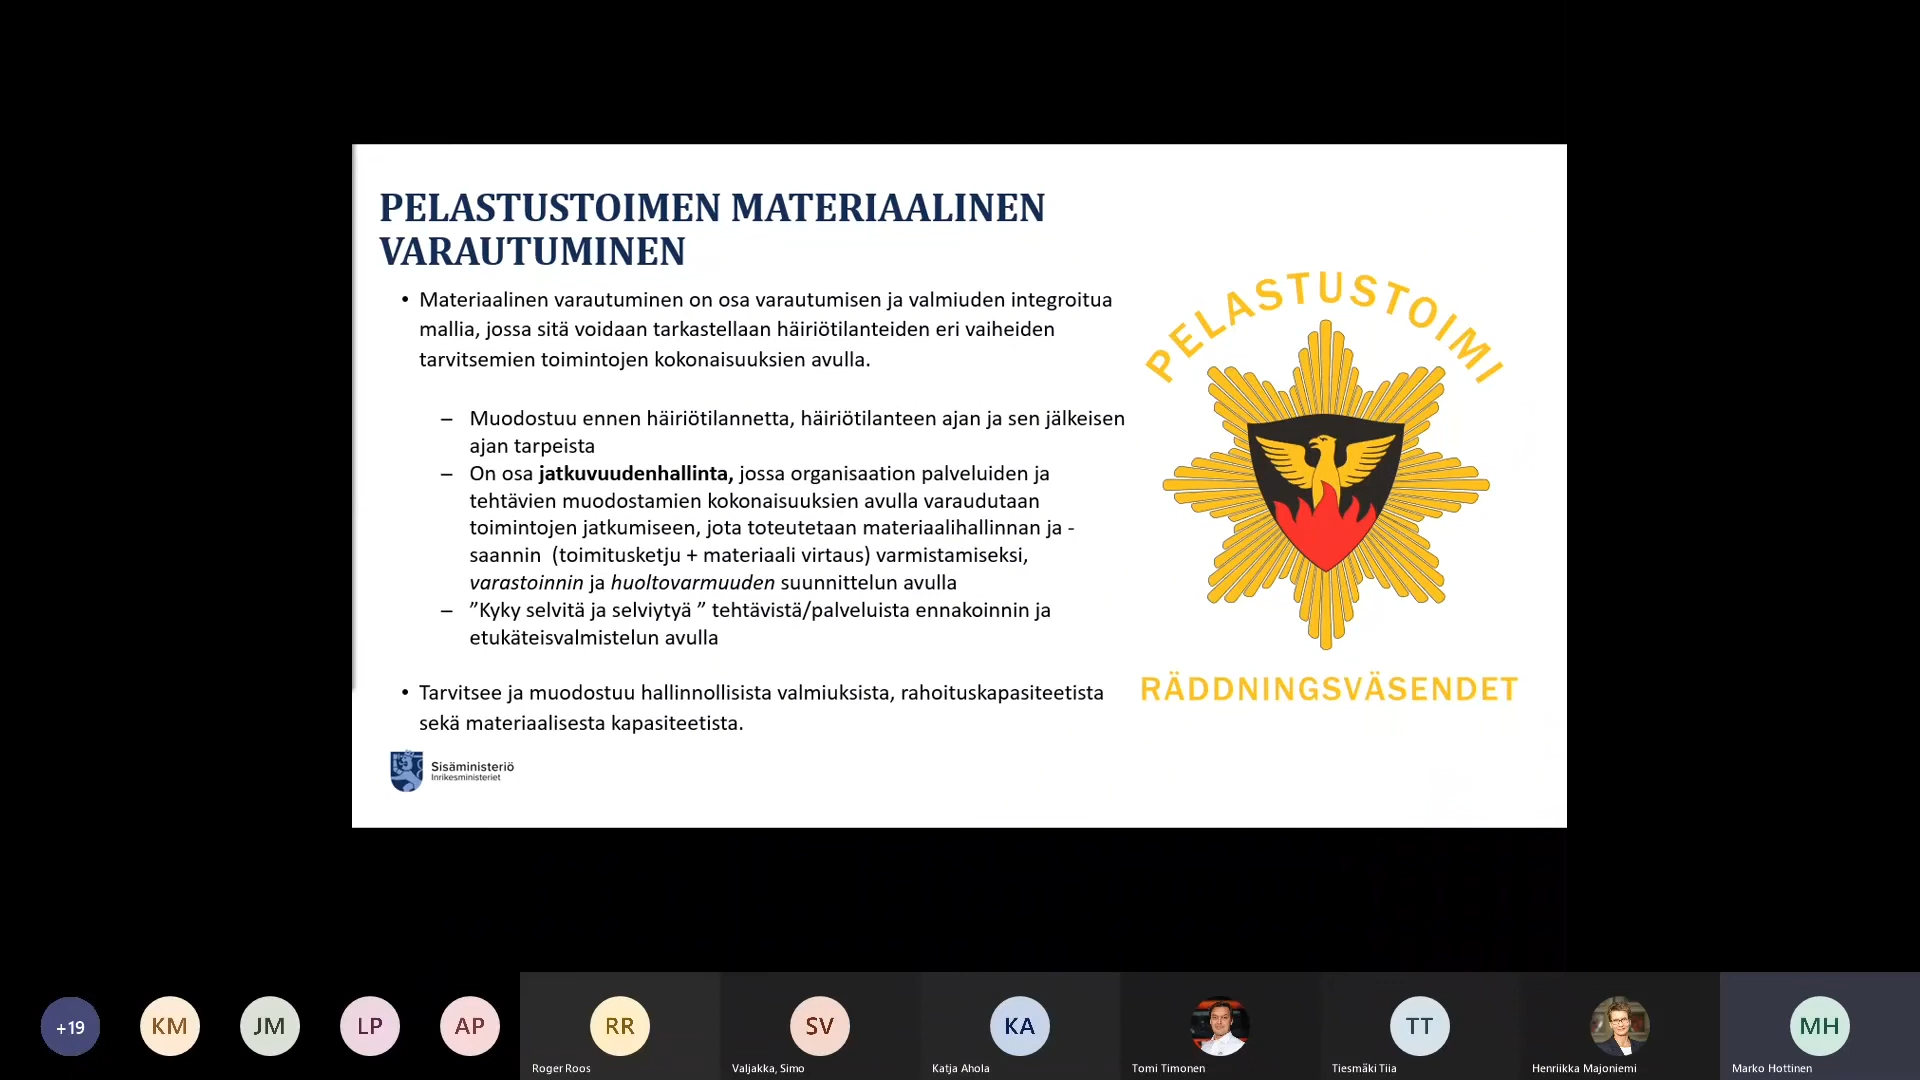 PELASTUSTOIMEN MATERIAALINEN
VARAUTUMINEN
• Materiaalinen varautuminen on osa varautumisen ja valmiuden integroitua
mallia, jossa sitä voidaan tarkastellaan häiriötilanteiden eri vaiheiden
tarvitsemien toimintojen kokonaisuuksien avulla.
– Muodostuu ennen häiriötilannetta, häiriötilanteen ajan ja sen jälkeisen
ajan tarpeista
– On osa jatkuvuudenhallinta, jossa organisaation palveluiden ja
tehtävien muodostamien kokonaisuuksien avulla varaudutaan
toimintojen jatkumiseen, jota toteutetaan materiaalihallinnan ja -
saannin (toimitusketju + materiaali virtaus) varmistamiseksi,
varastoinnin ja huoltovarmuuden suunnittelun avulla
– ”Kyky selvitä ja selviytyä ” tehtävistä/palveluista ennakoinnin ja
etukäteisvalmistelun avulla
• Tarvitsee ja muodostuu hallinnollisista valmiuksista, rahoituskapasiteetista
sekä materiaalisesta kapasiteetista.
PELASTUSTOIMI
RÄDDNINGSVÄSENDET
Sisäministeriö
Inrikesministeriet
+19
KM
JM
LP
AP
RR
Roger Roos
SV
Valjakka, Simo
KA
Katja Ahola
Tomi Timonen
TT
Tiesmäki Tiia
Henriikka Majoniemi
MH
Marko Hottinen